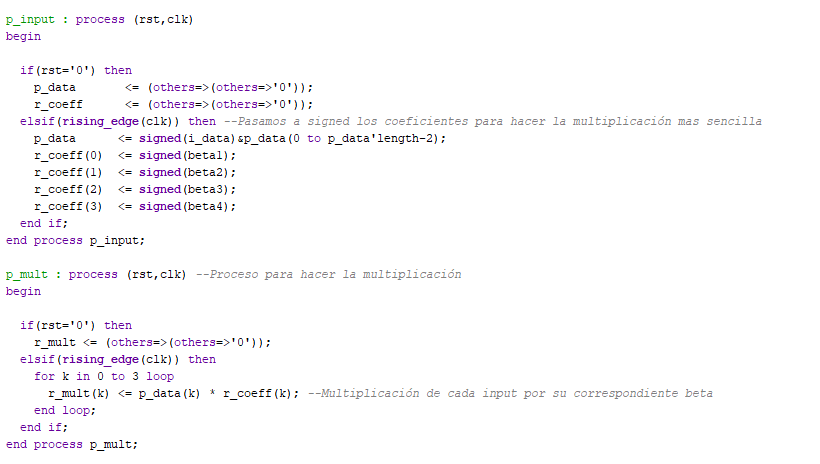 p_input : process (rst,clk)
begin
if(rst='0') then
p_data <= (others=>(others=>'0'));
r_coeff <= (others=>(others=>'0'));
elsif(rising_edge(clk)) then --Pasamos a signed los coeficientes para hacer la multiplicación mas sencilla
p_data <= signed(i_data)&p_data(0 to p_data'length-2);
r_coeff(0) <= signed(beta1);
r_coeff(1) <= signed(beta2);
r_coeff(2) <= signed(beta3);
r_coeff(3) <= signed(beta4);
end if;
end process p_input;
p_mult : process (rst,clk) --Proceso para hacer la multiplicación
begin
if(rst='0') then
r_mult <= (others=>(others=>'0'));
elsif(rising_edge(clk)) then
for k in 0 to 3 loop
r_mult(k) <= p_data(k) * r_coeff(k); --Multiplicación de cada input por su correspondiente beta
end loop;
end if;
end process p_mult;